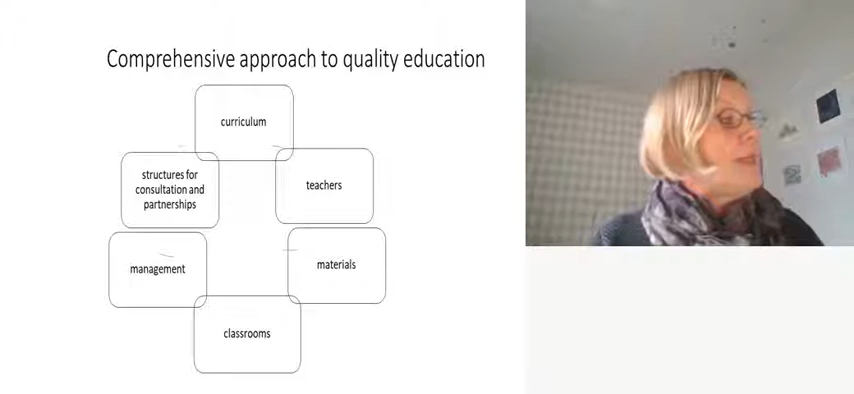 Comprehensive approach to quality education
curriculum
structures for
consultation and
partnerships
teachers
management
materials
classrooms